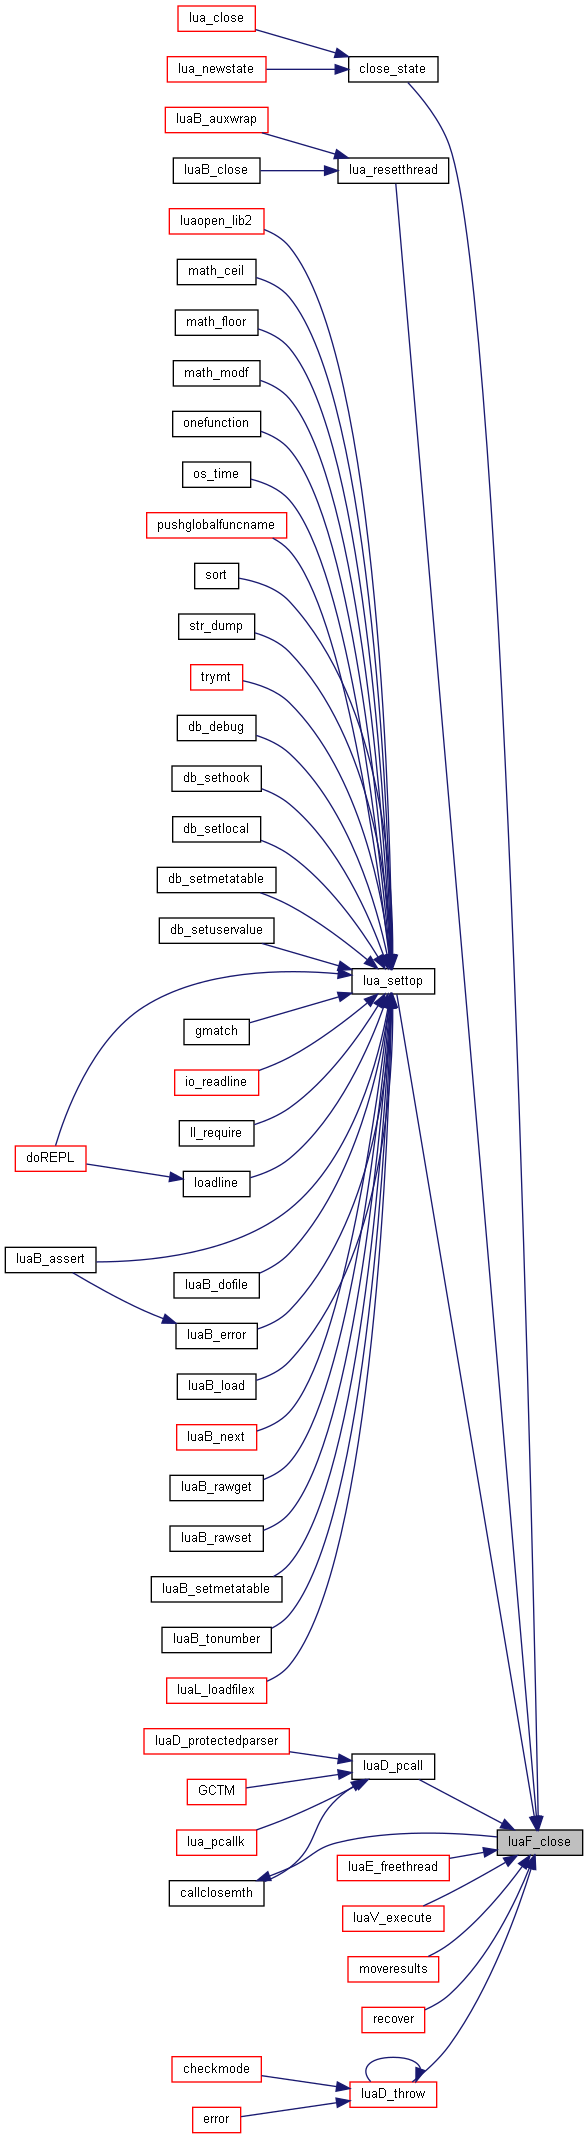 lua_close
lua_newstate
close_state
luaB_auxwrap
luaB_close
lua_resetthread
luaopen_lib2
math_ceil
math_floor
math_modf
onefunction
os_time
pushglobalfuncname
sort
str_dump
trymt
db_debug
db_sethook
db_setlocal
db_setmetatable
db_setuservalue
lua_settop
gmatch
io_readline
ll_require
doREPL
loadline
luaB_assert
luaB_dofile
luaB_error
luaB_load
luaB_next
luaB_rawget
luaB_rawset
luaB_setmetatable
luaB_tonumber
luaL_loadfilex
luaD_protectedparser
luaD_pcall
GCTM
lua_pcallk
luaF_close
luaE_freethread
callclosemth
luaV_execute
moveresults
recover
checkmode
luaD_throw
error